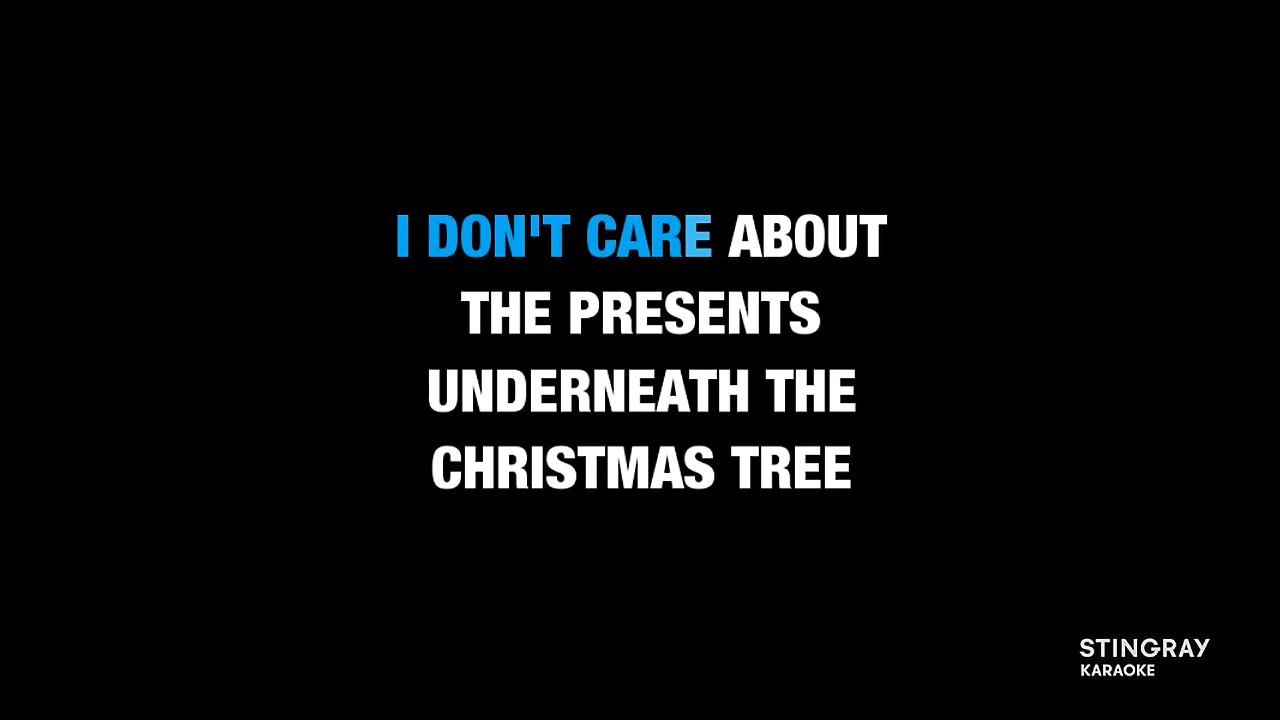 I DON'T CARE ABOUT
THE PRESENTS
UNDERNEATH THE
CHRISTMAS TREE
STINGRAY
KARAOKE